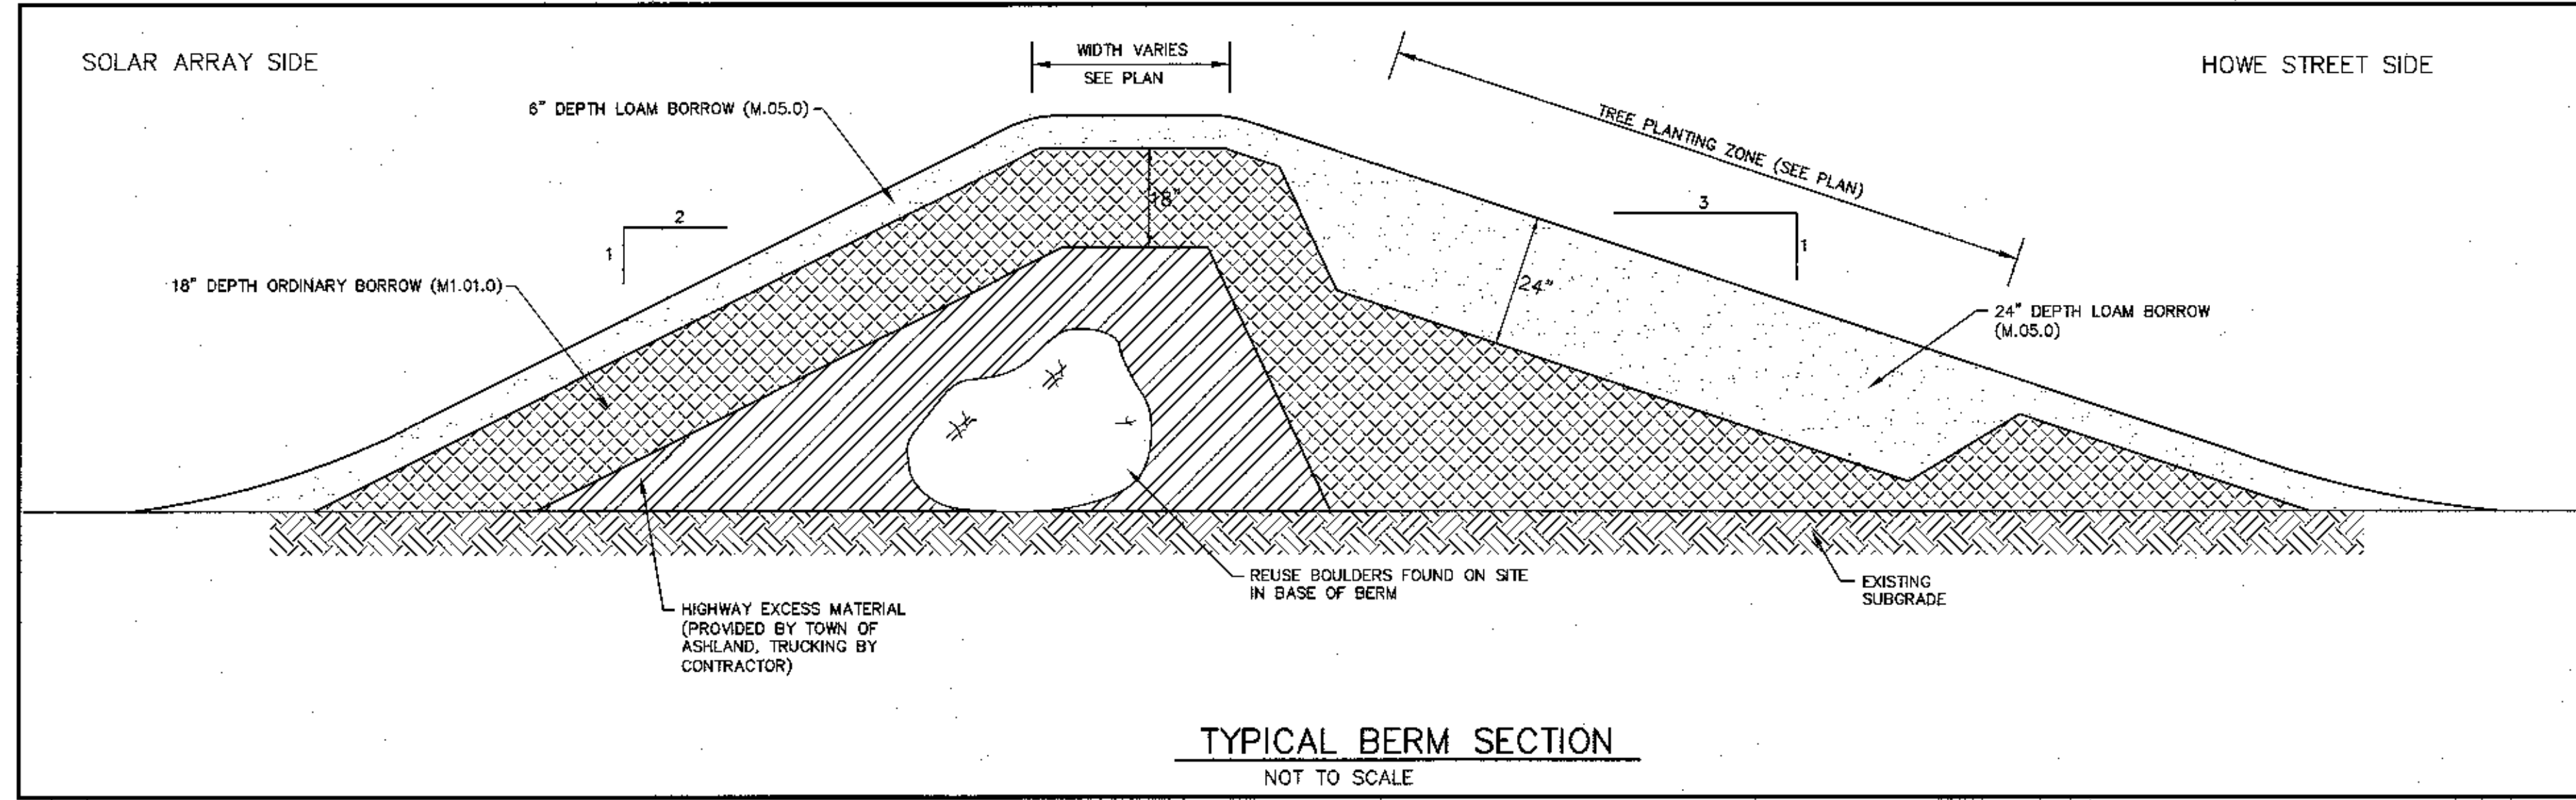 SOLAR ARRAY SIDE
WIDTH VARIES
SEE PLAN
HOWE STREET SIDE
6" DEPTH LOAM BORROW (M.05.0)
TREE PLANTING ZONE (SEE PLAN)
18"
2
1
3
1
18" DEPTH ORDINARY BORROW (M1.01.0)
24"
24" DEPTH LOAM BORROW
(M.05.0)
REUSE BOULDERS FOUND ON SITE
IN BASE OF BERM
EXISTING
SUBGRADE
HIGHWAY EXCESS MATERIAL
(PROVIDED BY TOWN OF
ASHLAND, TRUCKING BY
CONTRACTOR)
TYPICAL BERM SECTION
NOT TO SCALE